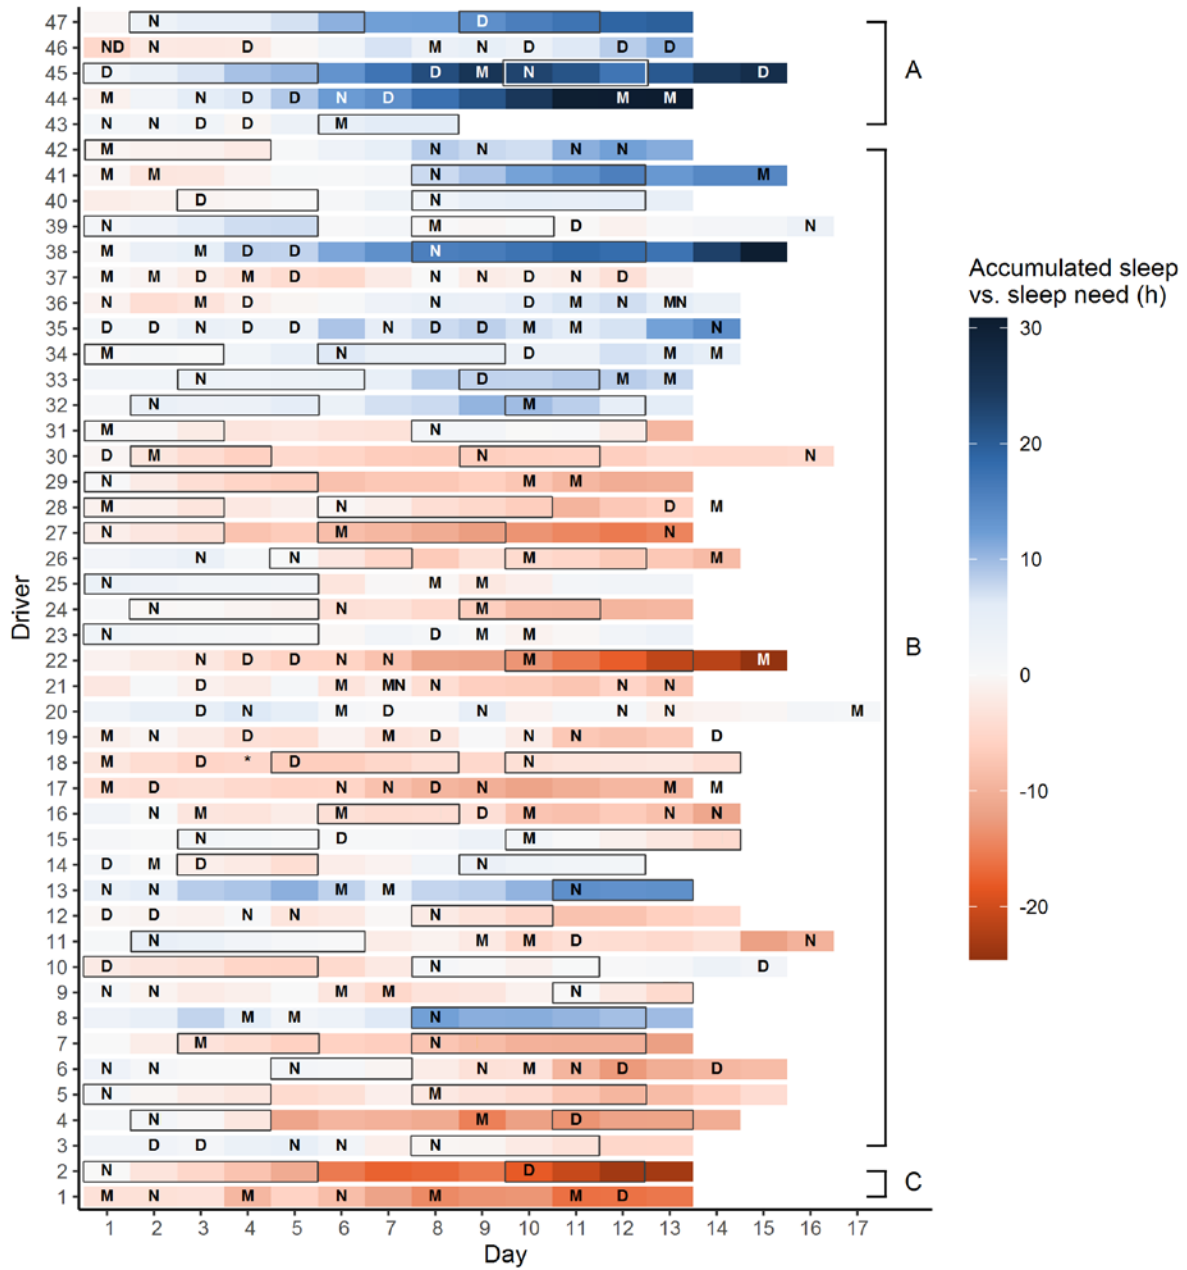 47 N D
46 ND N D M N D D D
A
45 D D M N D
44 M N D D N D M M
43 N N D D M
42 M N N N N
41 M M N M
40 D N
39 N M D N
38 M M D D N
37 M M D M D N N D N D
Accumulated sleep
vs. sleep need (h)
36 N M D N D M N MN
35 D D N D D N D D M M N
30
34 M N D M M
33 N D M M
32 N M
31 M N
20
30 D M N N
29 N M M
28 M N D M
27 N M N
26 N N M M
10
25 N M M
24 N N M
23 N D M M
B
22 N D D N N M M
0
21 D M MN N N N
20 D N M D N N N M
19 M N D M D N N D
18 M D * D N
-10
17 M D N N D N M M
16 N M M D M N N
15 N D M
14 D M D N
-20
13 N N M M N
12 D D N N N
11 N M M D N
10 D N D
9 N N M M N
8 M M N
7 M N
6 N N N N M N D D
5 N M
4 N M D
3 D D N N N
2 N D
C
1 M N M N M M D
1 2 3 4 5 6 7 8 9 10 11 12 13 14 15 16 17
Day
Driver